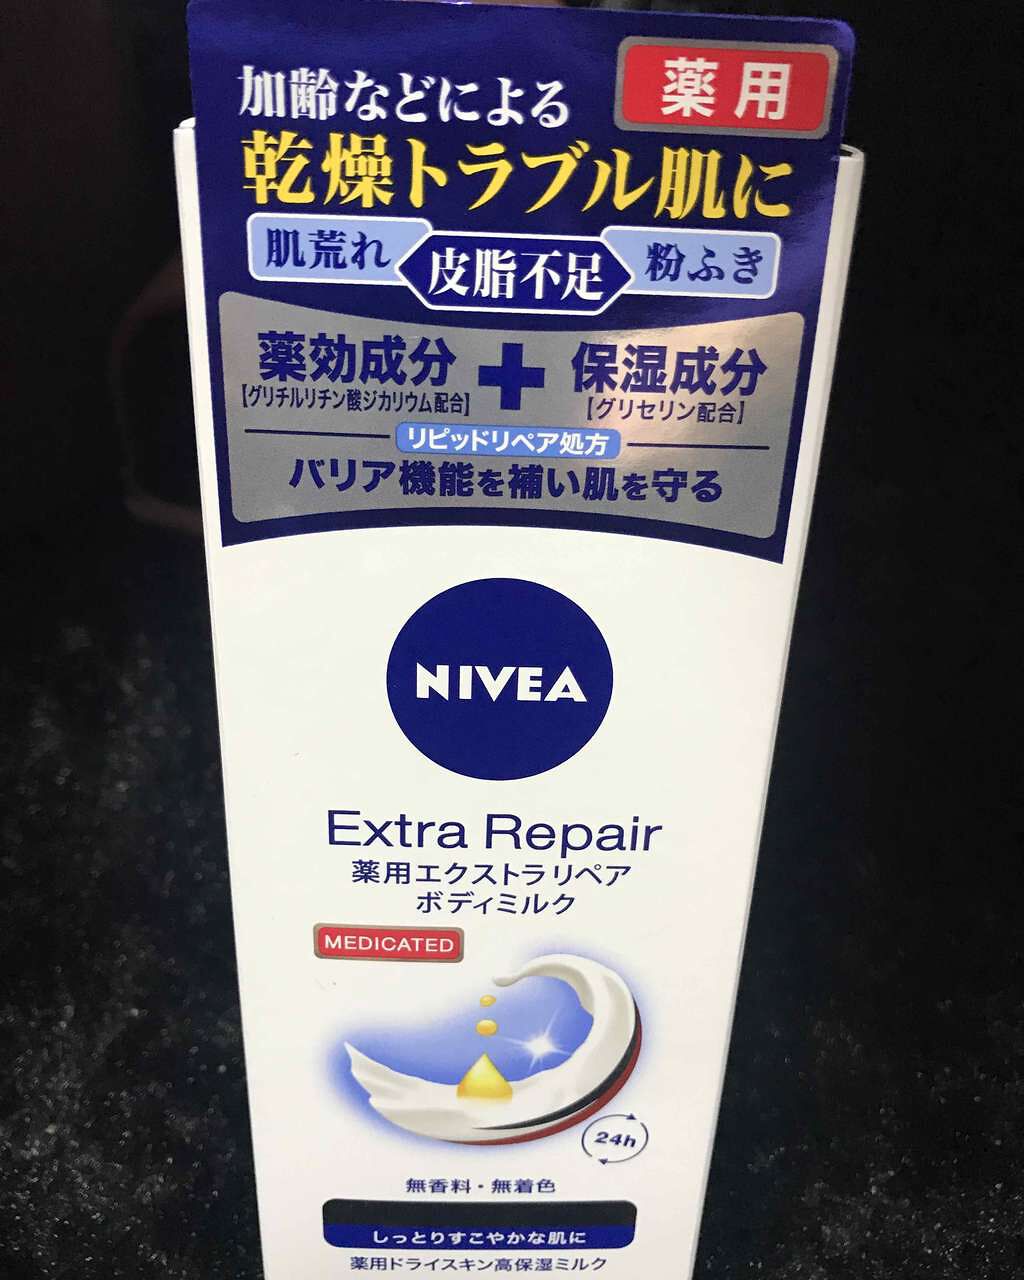 薬用
加齢などによる
乾燥トラブル肌に
肌荒れ 皮脂不足 粉ふき
薬効成分 + 保湿成分
【グリチルリチン酸ジカリウム配合】 【グリセリン配合】
リピッドリペア処方
バリア機能を補い肌を守る
NIVEA
Extra Repair
薬用エクストラリペア
ボディミルク
MEDICATED
24h
無香料・無着色
しっとりすこやかな肌に
薬用ドライスキン高保湿ミルク